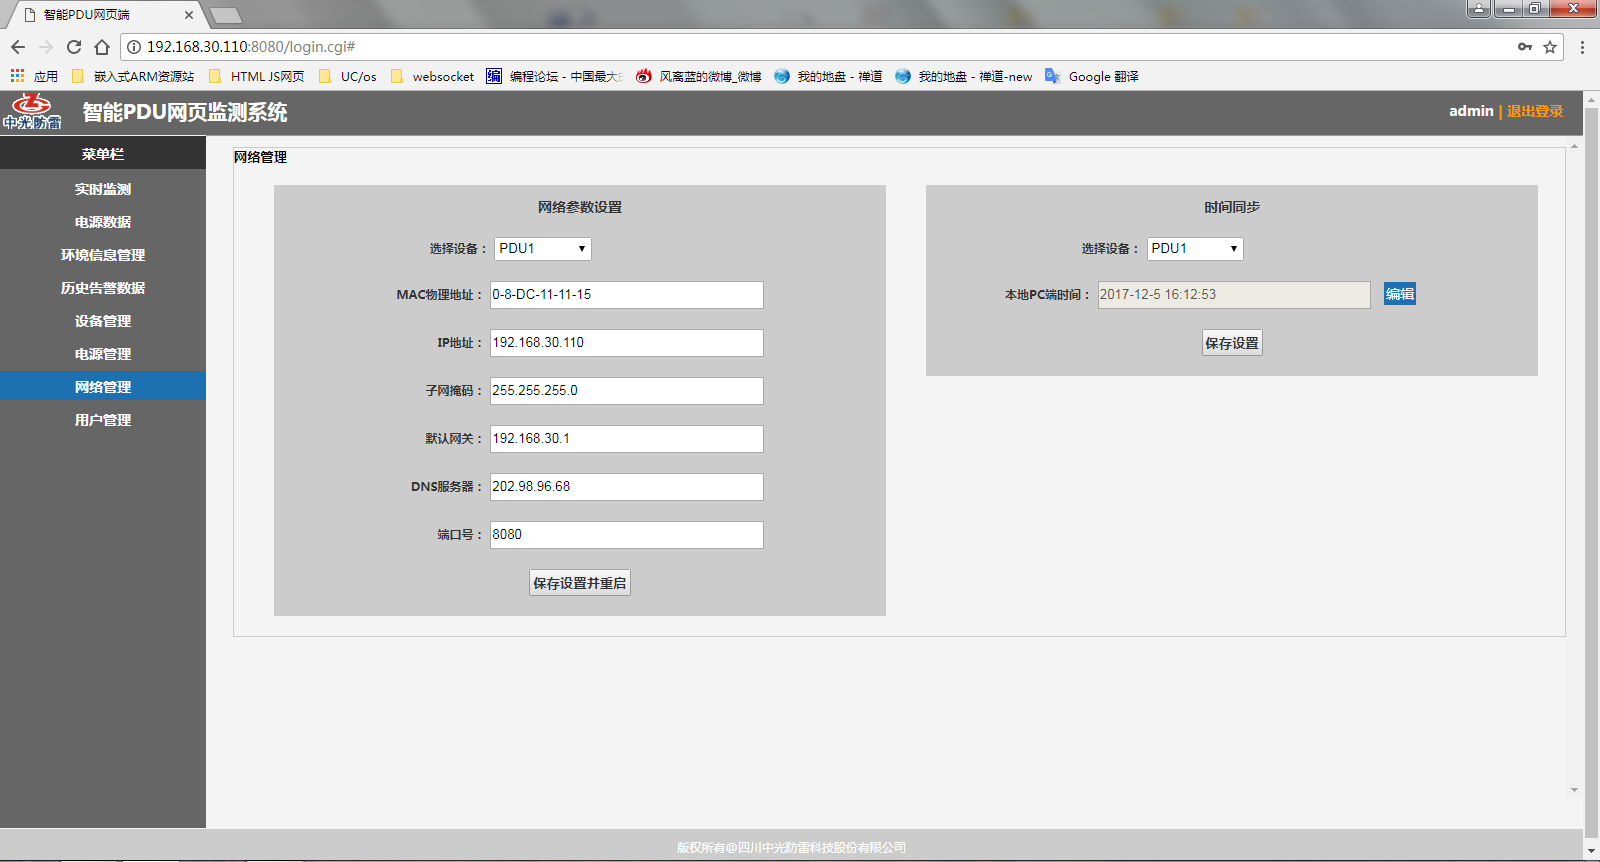 智能PDU网页端
192.168.30.110:8080/login.cgi#
应用 嵌入式ARM资源站 HTML JS网页 UC/os websocket 编 编程论坛 - 中国最大 风离蓝的微博_微博 我的地盘 - 禅道 我的地盘 - 禅道-new Google 翻译
中光防雷 智能PDU网页监测系统 admin | 退出登录
菜单栏
实时监测
电源数据
环境信息管理
历史告警数据
设备管理
电源管理
网络管理
用户管理
网络管理
网络参数设置
选择设备： PDU1
MAC物理地址： 0-8-DC-11-11-15
IP地址： 192.168.30.110
子网掩码： 255.255.255.0
默认网关： 192.168.30.1
DNS服务器： 202.98.96.68
端口号： 8080
保存设置并重启
时间同步
选择设备： PDU1
本地PC端时间： 2017-12-5 16:12:53 编辑
保存设置
版权所有@四川中光防雷科技股份有限公司